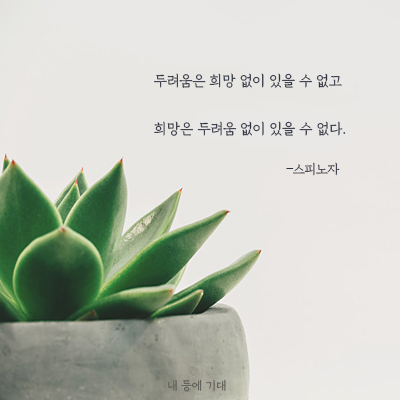 두려움은 희망 없이 있을 수 없고
희망은 두려움 없이 있을 수 없다.
-스피노자
내 등에 기대